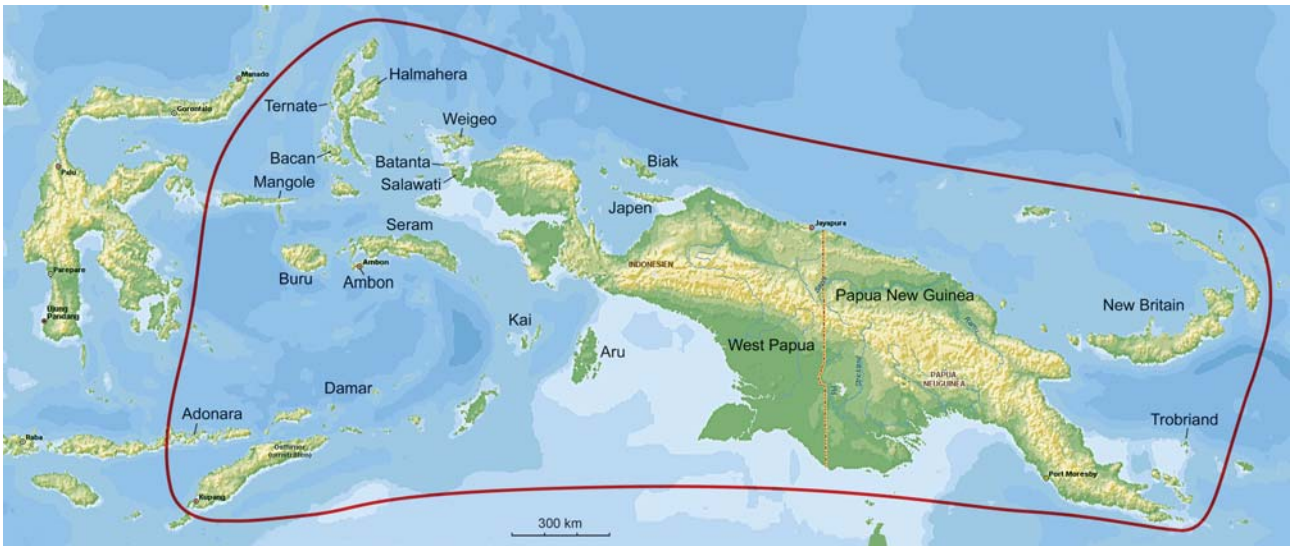 Manado
Halmahera
Ternate
Gorontalo
Weigeo
Bacan
Batanta
Biak
Palu
Mangole
Salawati
Japen
Seram
Jayapura
INDONESIEN
Ambon
Parepare
Buru
Ambon
Papua New Guinea
New Britain
Kai
Ujung
Pandang
West Papua
Aru
PAPUA
NEUGUINEA
Damar
Adonara
Trobriand
Raba
Kupang
Port Moresby
300 km